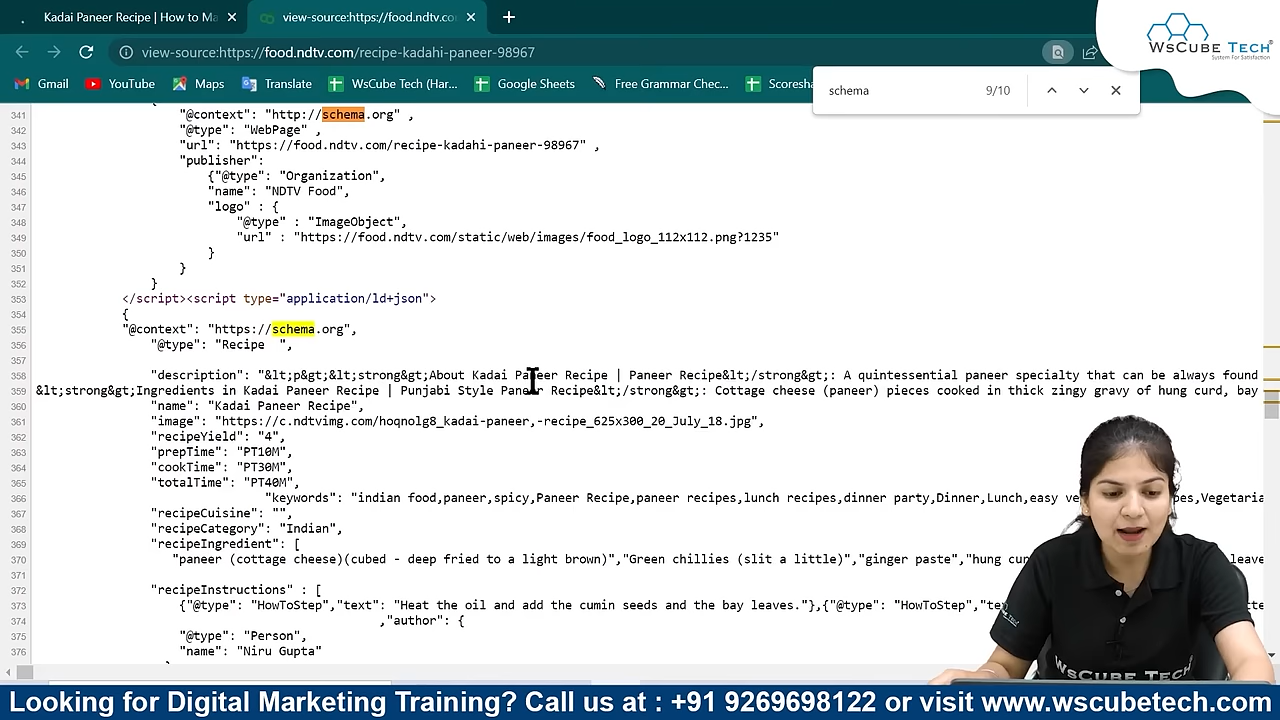 Kadai Paneer Recipe | How to Ma
view-source:https://food.ndtv.co
view-source:https://food.ndtv.com/recipe-kadahi-paneer-98967
WsCube Tech
System For Satisfaction
Gmail YouTube Maps Translate WsCube Tech (Har... Google Sheets Free Grammar Chec... Scoresh
schema 9/10
341 "@context": "http://schema.org" ,
342 "@type": "WebPage" ,
343 "url": "https://food.ndtv.com/recipe-kadahi-paneer-98967" ,
344 "publisher":
345 {"@type": "Organization",
346 "name": "NDTV Food",
347 "logo" : {
348 "@type" : "ImageObject",
349 "url" : "https://food.ndtv.com/static/web/images/food_logo_112x112.png?1235"
350 }
351 }
352 }
353 </script><script type="application/ld+json">
354 {
355 "@context": "https://schema.org",
356 "@type": "Recipe  ",
357
358 "description": "&lt;p&gt;&lt;strong&gt;About Kadai Paneer Recipe | Paneer Recipe&lt;/strong&gt;: A quintessential paneer specialty that can be always found
359 &lt;strong&gt;Ingredients in Kadai Paneer Recipe | Punjabi Style Paneer Recipe&lt;/strong&gt;: Cottage cheese (paneer) pieces cooked in thick zingy gravy of hung curd, bay
360 "name": "Kadai Paneer Recipe",
361 "image": "https://c.ndtvimg.com/hoqnolg8_kadai-paneer,-recipe_625x300_20_July_18.jpg",
362 "recipeYield": "4",
363 "prepTime": "PT10M",
364 "cookTime": "PT30M",
365 "totalTime": "PT40M",
366 "keywords": "indian food,paneer,spicy,Paneer Recipe,paneer recipes,lunch recipes,dinner party,Dinner,Lunch,easy ve pes,Vegetaria
367 "recipeCuisine": "",
368 "recipeCategory": "Indian",
369 "recipeIngredient": [
370 "paneer (cottage cheese)(cubed - deep fried to a light brown)","Green chillies (slit a little)","ginger paste","hung cur leave
371
372 "recipeInstructions" : [
373 {"@type": "HowToStep","text": "Heat the oil and add the cumin seeds and the bay leaves."},{"@type": "HowToStep","te
374 ,"author": {
375 "@type": "Person",
376 "name": "Niru Gupta"
WsCube Tech
Looking for Digital Marketing Training? Call us at : +91 9269698122 or visit www.wscubetech.com